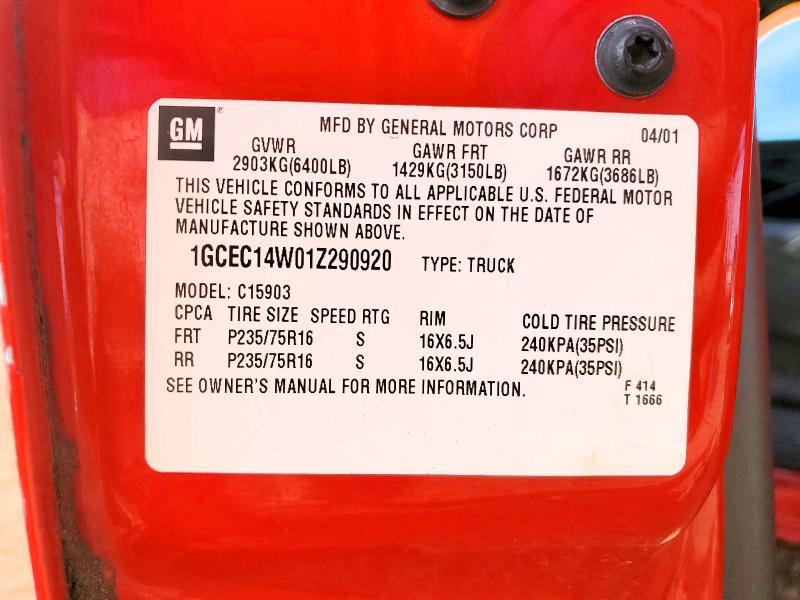 GM
MFD BY GENERAL MOTORS CORP 04/01
GVWR GAWR FRT GAWR RR
2903KG(6400LB) 1429KG(3150LB) 1672KG(3686LB)
THIS VEHICLE CONFORMS TO ALL APPLICABLE U.S. FEDERAL MOTOR
VEHICLE SAFETY STANDARDS IN EFFECT ON THE DATE OF
MANUFACTURE SHOWN ABOVE.
1GCEC14W01Z290920 TYPE: TRUCK
MODEL: C15903
CPCA TIRE SIZE SPEED RTG RIM COLD TIRE PRESSURE
FRT P235/75R16 S 16X6.5J 240KPA(35PSI)
RR P235/75R16 S 16X6.5J 240KPA(35PSI)
SEE OWNER'S MANUAL FOR MORE INFORMATION. F 414
T 1666